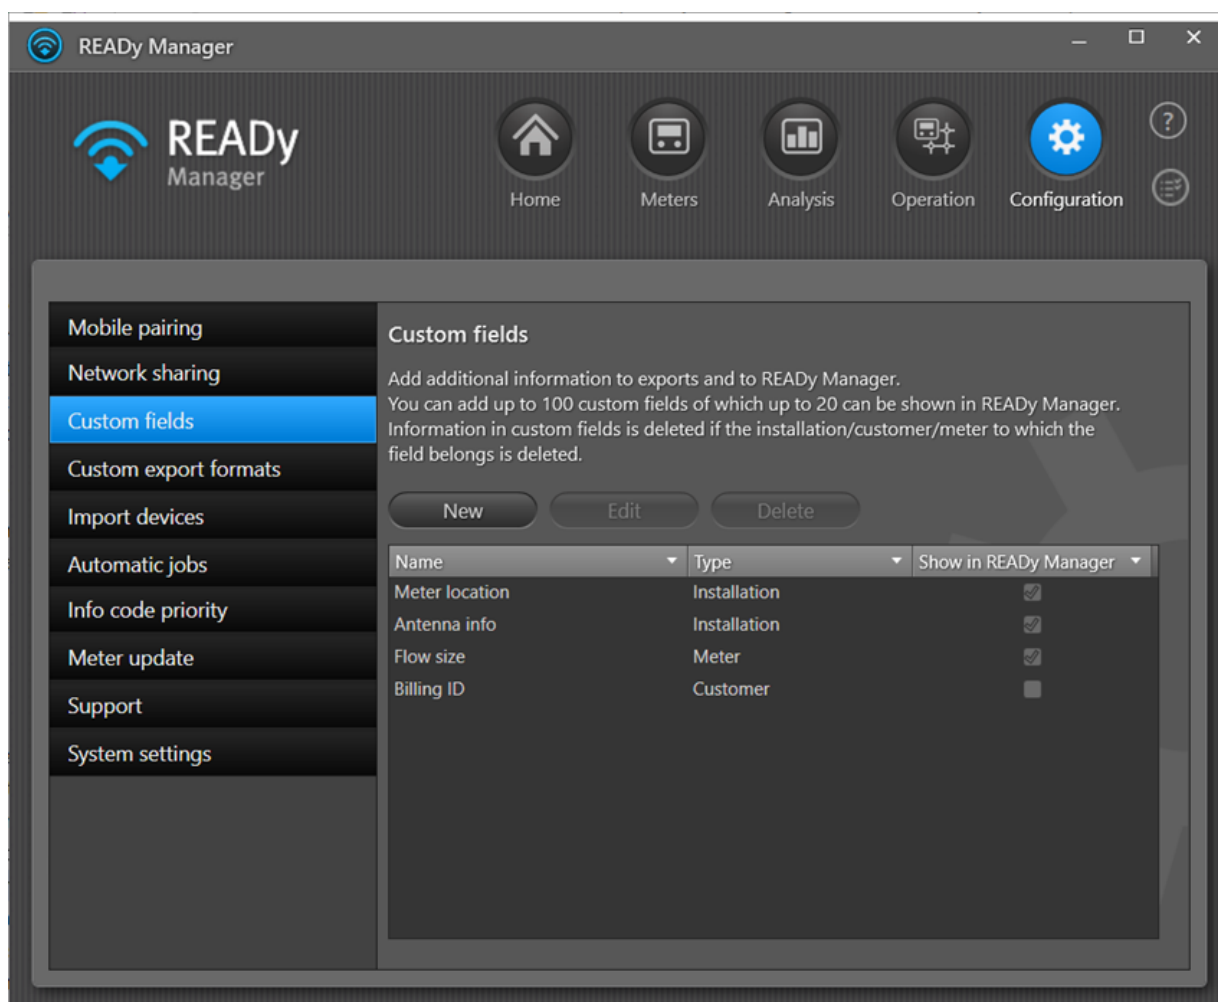 READy Manager
READy
Manager
Home
Meters
Analysis
Operation
Configuration
?
Mobile pairing
Network sharing
Custom fields
Custom export formats
Import devices
Automatic jobs
Info code priority
Meter update
Support
System settings
Custom fields
Add additional information to exports and to READy Manager.
You can add up to 100 custom fields of which up to 20 can be shown in READy Manager.
Information in custom fields is deleted if the installation/customer/meter to which the
field belongs is deleted.
New Edit Delete
Name Type Show in READy Manager
Meter location Installation
Antenna info Installation
Flow size Meter
Billing ID Customer